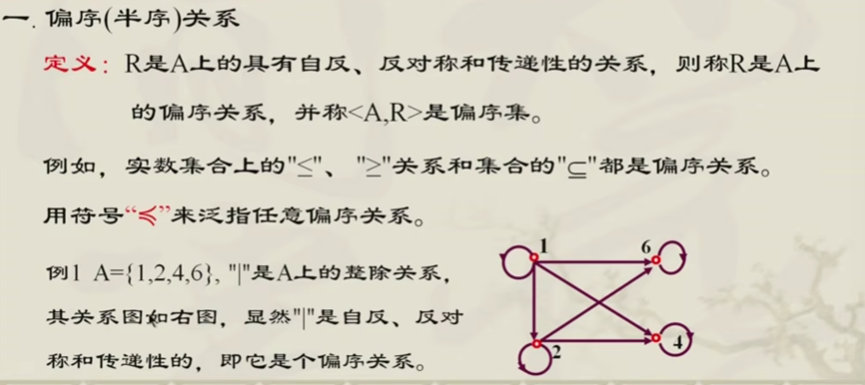 一. 偏序(半序)关系
定义：R是A上的具有自反、反对称和传递性的关系，则称R是A上
的偏序关系，并称<A,R>是偏序集。
例如，实数集合上的"≤"、"≥"关系和集合的"⊆"都是偏序关系。
用符号“≼”来泛指任意偏序关系。
例1 A={1,2,4,6}, "|"是A上的整除关系，
其关系图如右图，显然"|"是自反、反对
称和传递性的，即它是个偏序关系。
1 6
2 4